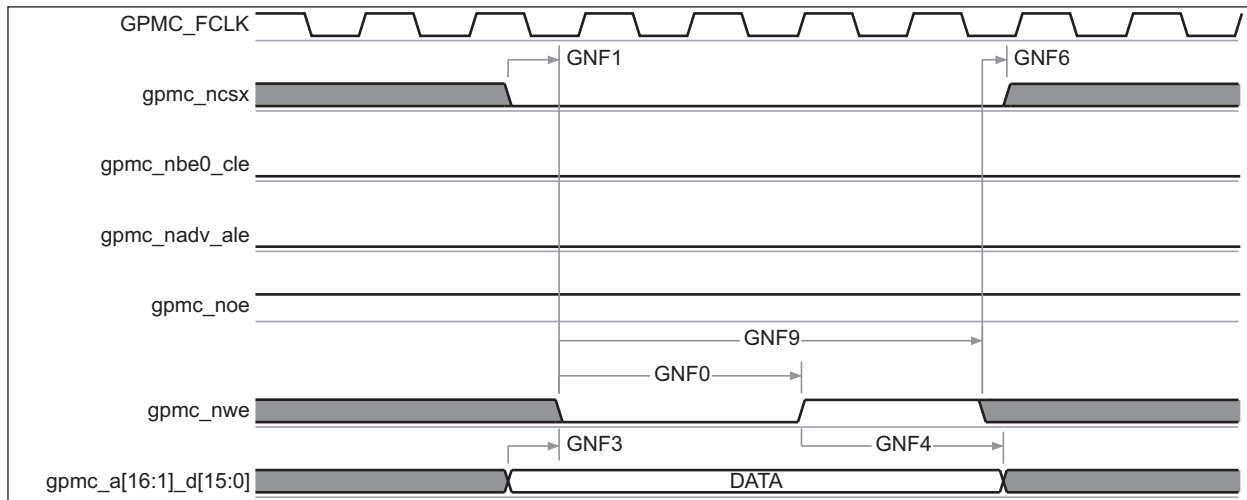 GPMC_FCLK
GNF1
GNF6
gpmc_ncsx
gpmc_nbe0_cle
gpmc_nadv_ale
gpmc_noe
GNF9
GNF0
gpmc_nwe
GNF3
GNF4
gpmc_a[16:1]_d[15:0]
DATA